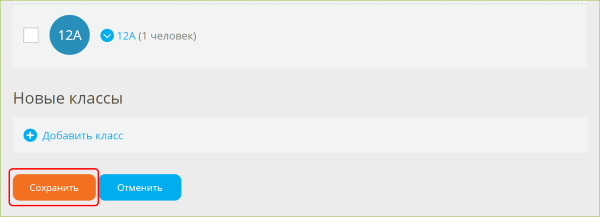 12А 12А (1 человек)
Новые классы
Добавить класс
Сохранить Отменить